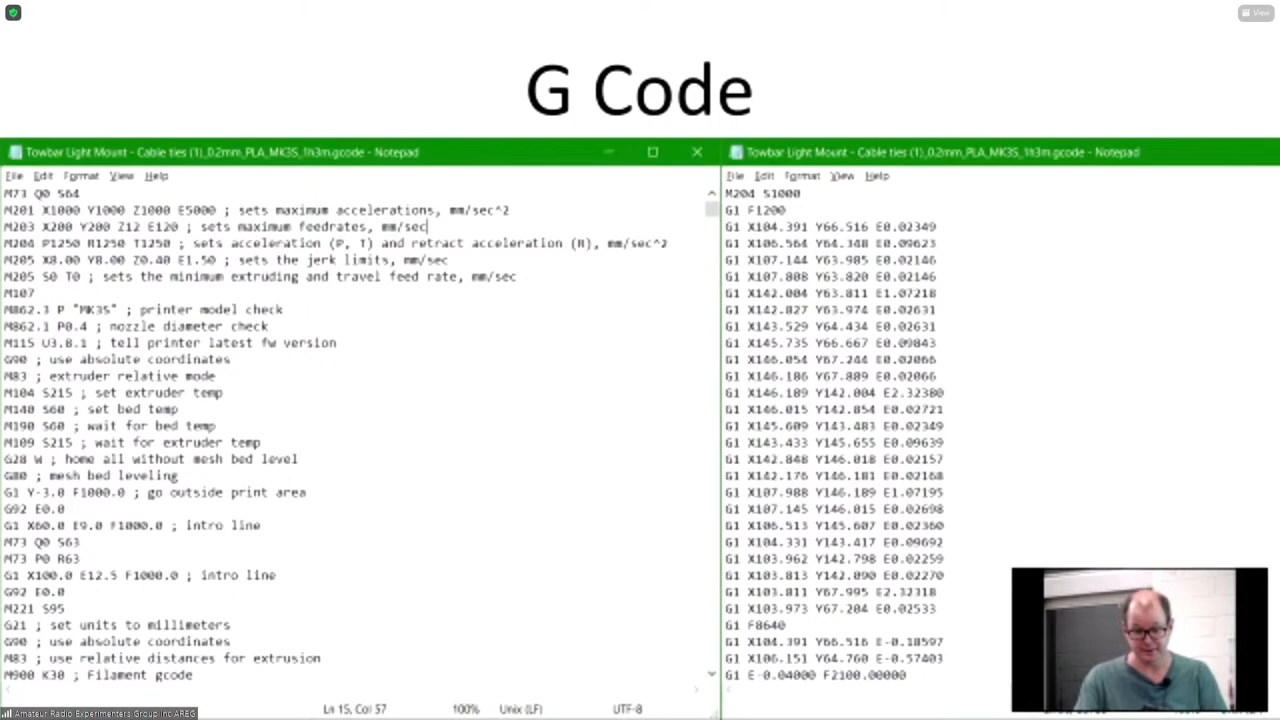 View
G Code
Towbar Light Mount - Cable ties (1)_0.2mm_PLA_MK3S_1h3m.gcode - Notepad
File Edit Format View Help
M73 Q0 S64
M201 X1000 Y1000 Z1000 E5000 ; sets maximum accelerations, mm/sec^2
M203 X200 Y200 Z12 E120 ; sets maximum feedrates, mm/sec
M204 P1250 R1250 T1250 ; sets acceleration (P, T) and retract acceleration (R), mm/sec^2
M205 X8.00 Y8.00 Z0.40 E1.50 ; sets the jerk limits, mm/sec
M205 S0 T0 ; sets the minimum extruding and travel feed rate, mm/sec
M107
M862.3 P "MK3S" ; printer model check
M862.1 P0.4 ; nozzle diameter check
M115 U3.8.1 ; tell printer latest fw version
G90 ; use absolute coordinates
M83 ; extruder relative mode
M104 S215 ; set extruder temp
M140 S60 ; set bed temp
M190 S60 ; wait for bed temp
M109 S215 ; wait for extruder temp
G28 W ; home all without mesh bed level
G80 ; mesh bed leveling
G1 Y-3.0 F1000.0 ; go outside print area
G92 E0.0
G1 X60.0 E9.0 F1000.0 ; intro line
M73 Q0 S63
M73 P0 R63
G1 X100.0 E12.5 F1000.0 ; intro line
G92 E0.0
M221 S95
G21 ; set units to millimeters
G90 ; use absolute coordinates
M83 ; use relative distances for extrusion
M900 K30 ; Filament gcode
Ln 15, Col 57 100% Unix (LF) UTF-8
Towbar Light Mount - Cable ties (1)_0.2mm_PLA_MK3S_1h3m.gcode - Notepad
File Edit Format View Help
M204 S1000
G1 F1200
G1 X104.391 Y66.516 E0.02349
G1 X106.564 Y64.348 E0.09623
G1 X107.144 Y63.985 E0.02146
G1 X107.808 Y63.820 E0.02146
G1 X142.004 Y63.811 E1.07218
G1 X142.827 Y63.974 E0.02631
G1 X143.529 Y64.434 E0.02631
G1 X145.735 Y66.667 E0.09843
G1 X146.054 Y67.244 E0.02066
G1 X146.186 Y67.889 E0.02066
G1 X146.189 Y142.004 E2.32380
G1 X146.015 Y142.854 E0.02721
G1 X145.609 Y143.483 E0.02349
G1 X143.433 Y145.655 E0.09639
G1 X142.848 Y146.018 E0.02157
G1 X142.176 Y146.181 E0.02168
G1 X107.988 Y146.189 E1.07195
G1 X107.145 Y146.015 E0.02698
G1 X106.513 Y145.607 E0.02360
G1 X104.331 Y143.417 E0.09692
G1 X103.962 Y142.798 E0.02259
G1 X103.813 Y142.090 E0.02270
G1 X103.811 Y67.995 E2.32318
G1 X103.973 Y67.204 E0.02533
G1 F8640
G1 X104.391 Y66.516 E-0.18597
G1 X106.151 Y64.760 E-0.57403
G1 E-0.04000 F2100.00000
Amateur Radio Experimenters Group Inc AREG